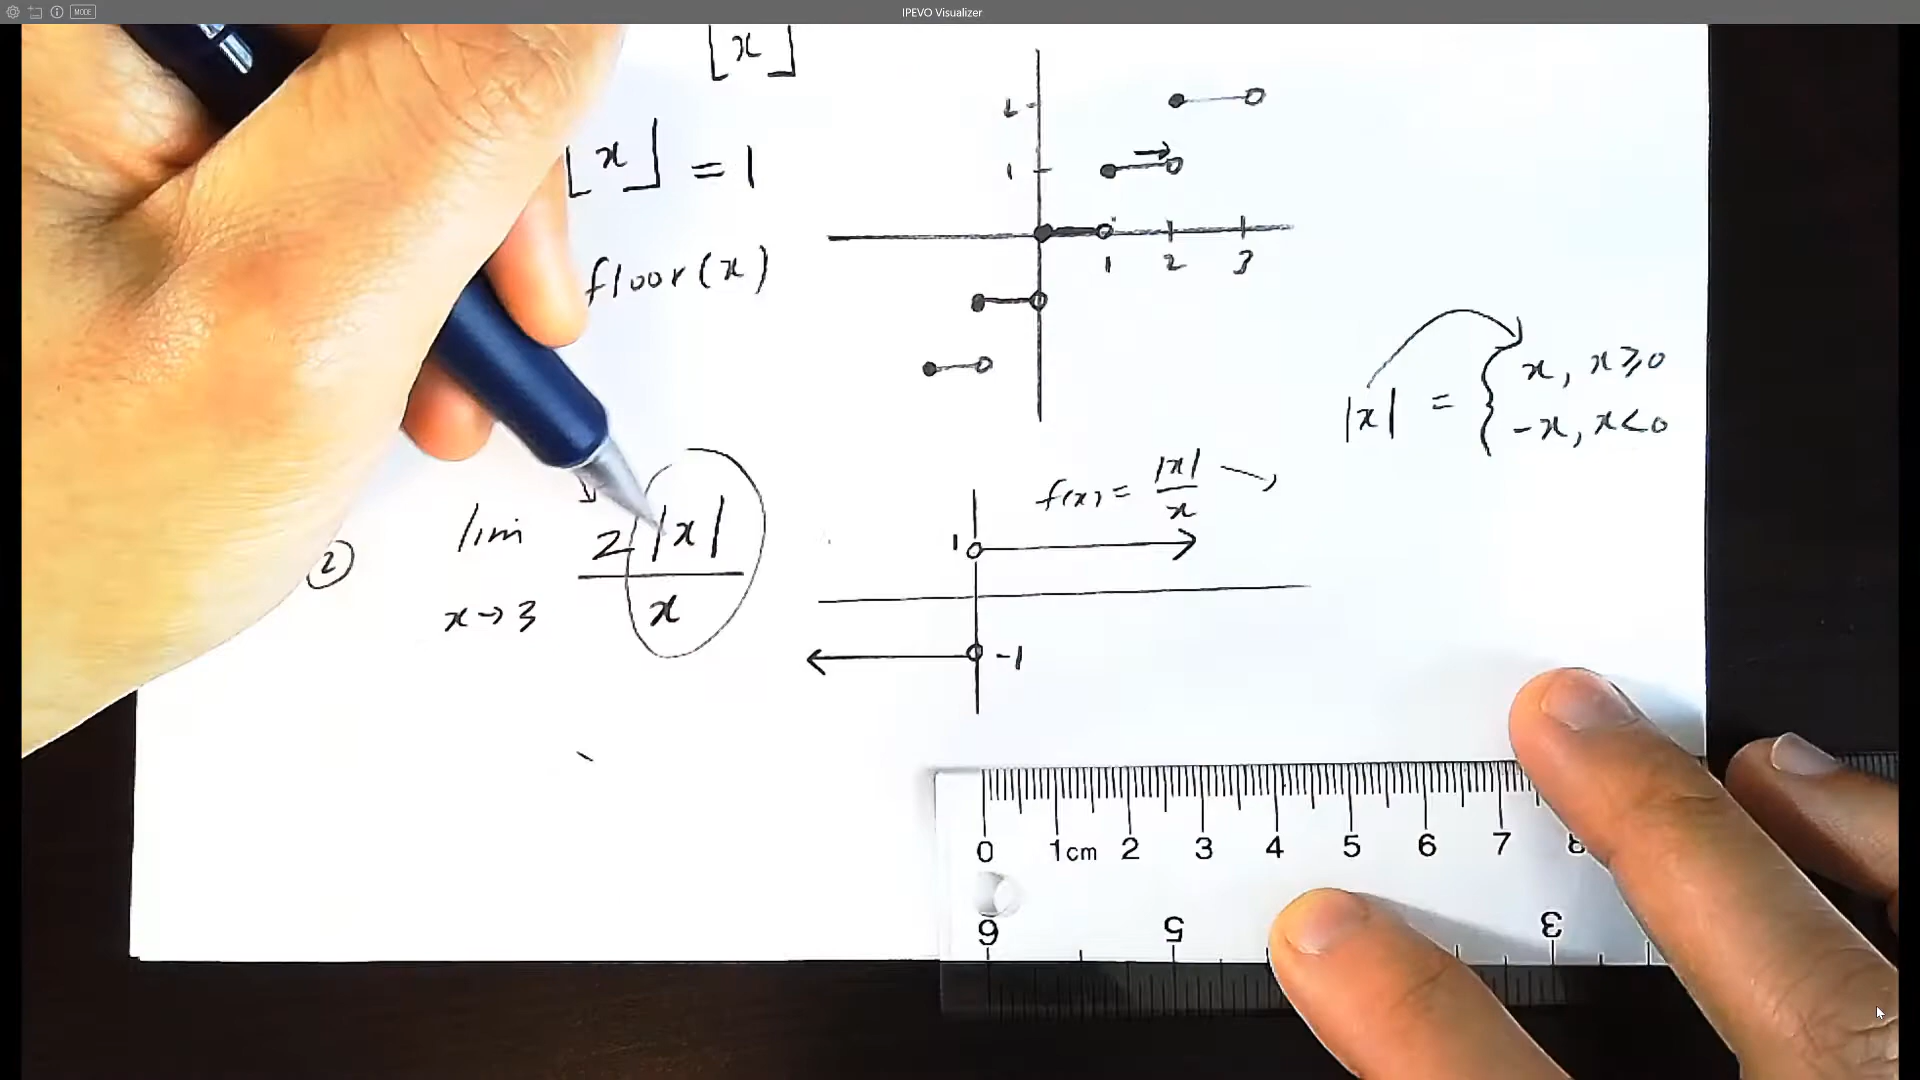 MODE
IPEVO Visualizer
⌊x⌋
⌊x⌋ = 1
floor(x)
2
1
1 2 3
|x| = { x, x ≥ 0
-x, x < 0
② lim x→3 2|x| / x
f(x) = |x| / x
1
-1
0 1cm 2 3 4 5 6 7 8
6 5 3